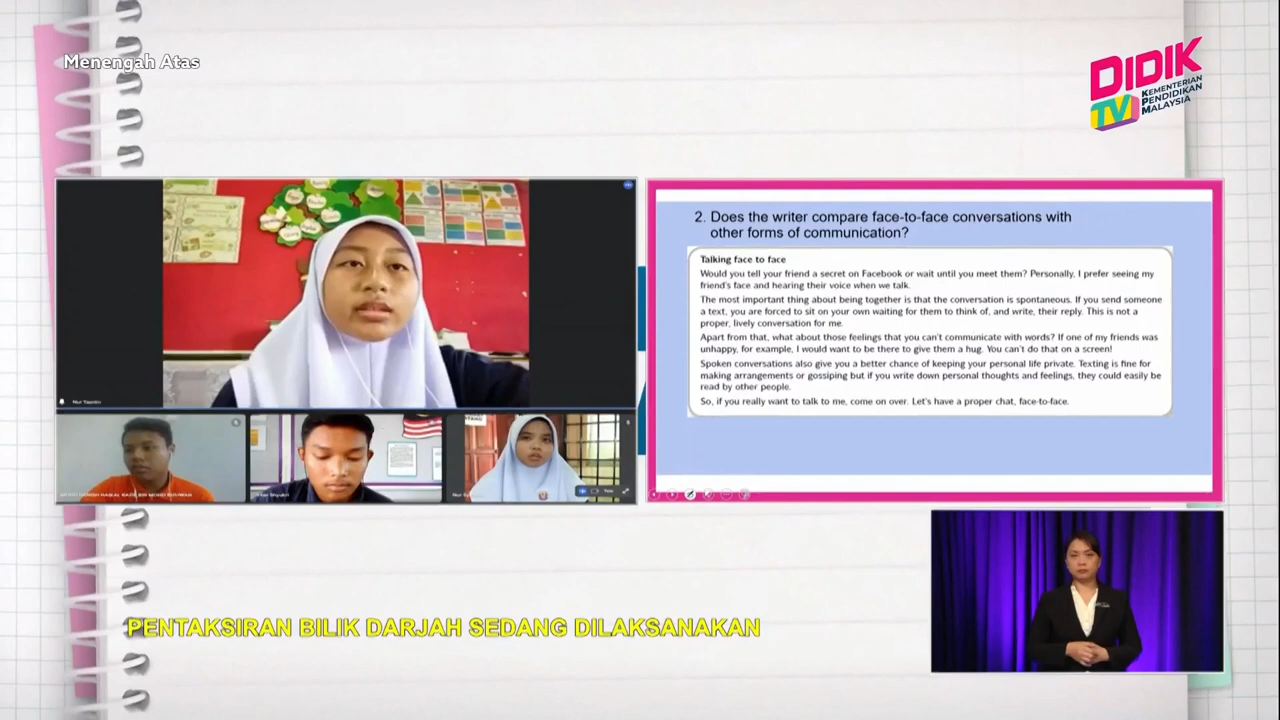 Menengah Atas
DIDIK
TV
KEMENTERIAN
PENDIDIKAN
MALAYSIA
2. Does the writer compare face-to-face conversations with
other forms of communication?
Talking face to face
Would you tell your friend a secret on Facebook or wait until you meet them? Personally, I prefer seeing my
friend's face and hearing their voice when we talk.
The most important thing about being together is that the conversation is spontaneous. If you send someone
a text, you are forced to sit on your own waiting for them to think of, and write, their reply. This is not a
proper, lively conversation for me.
Apart from that, what about those feelings that you can't communicate with words? If one of my friends was
unhappy, for example, I would want to be there to give them a hug. You can't do that on a screen!
Spoken conversations also give you a better chance of keeping your personal life private. Texting is fine for
making arrangements or gossiping but if you write down personal thoughts and feelings, they could easily be
read by other people.
So, if you really want to talk to me, come on over. Let's have a proper chat, face-to-face.
PENTAKSIRAN BILIK DARJAH SEDANG DILAKSANAKAN